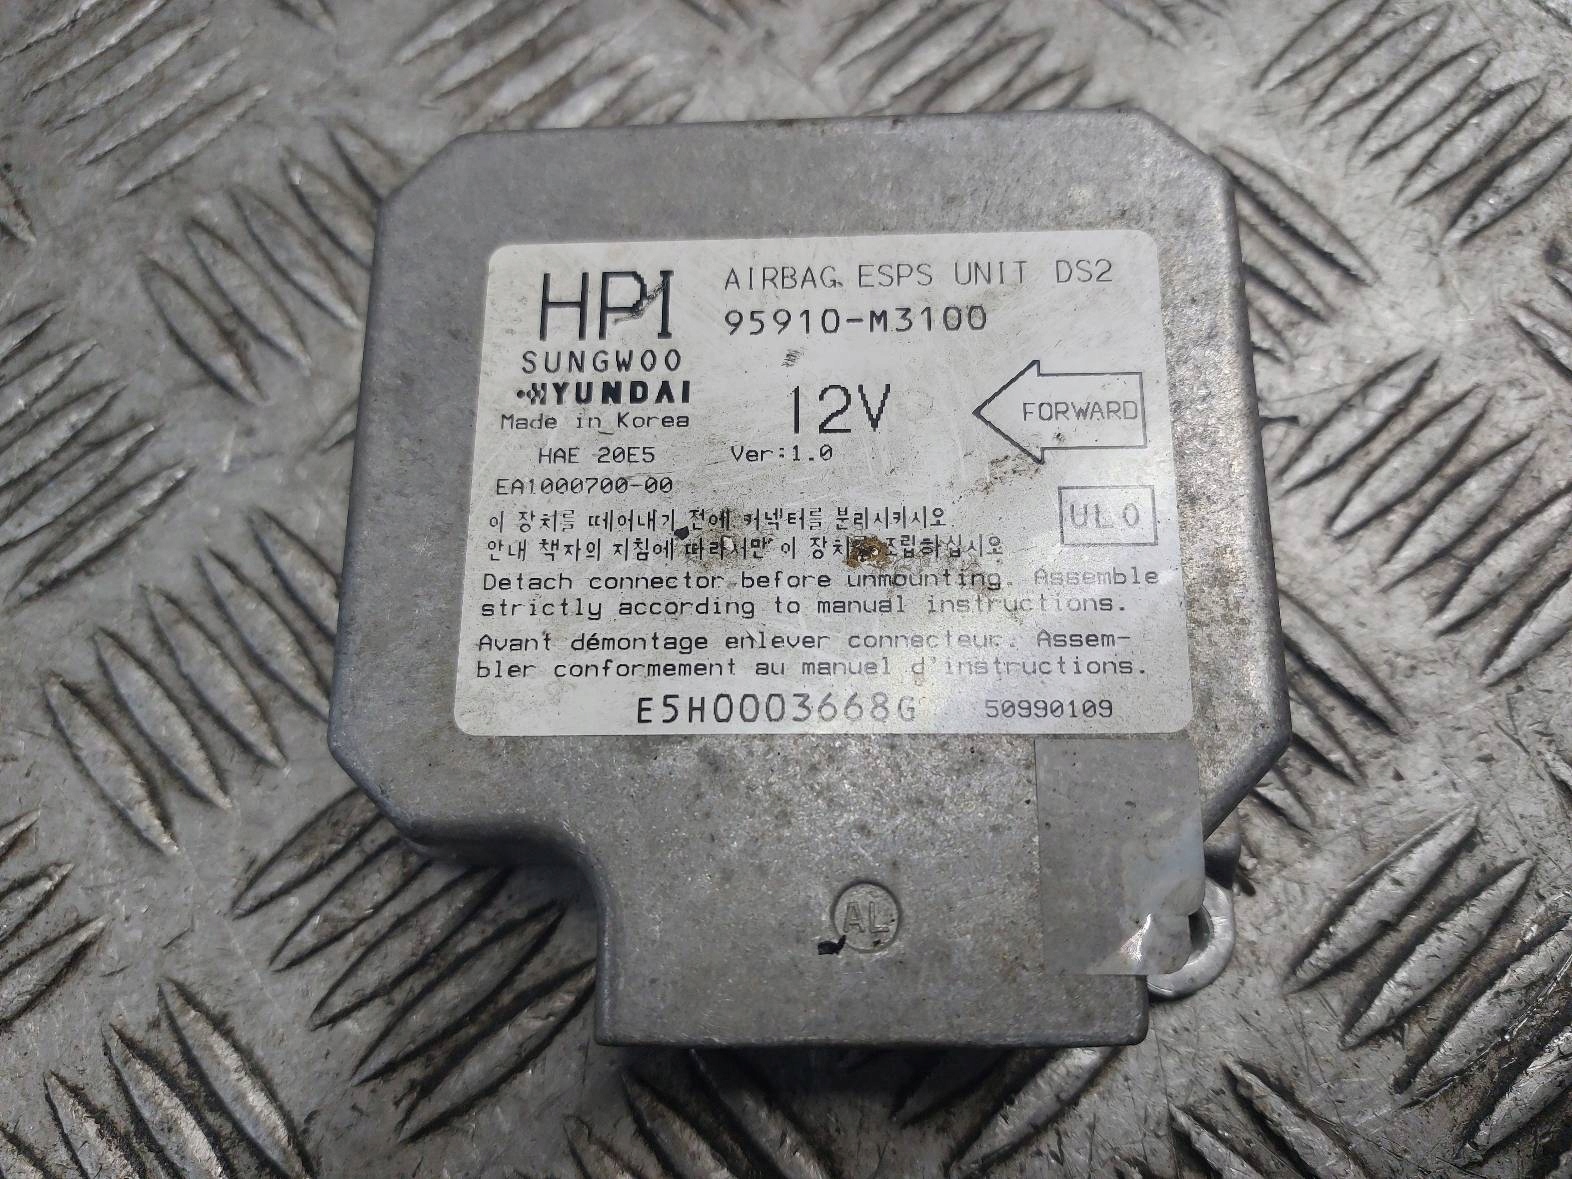 HPI
SUNGWOO
HYUNDAI
Made in Korea
HAE 20E5
EA1000700-00
AIRBAG ESPS UNIT DS2
95910-M3100
12V
Ver:1.0
FORWARD
이 장치를 떼어내기 전에 커넥터를 분리시키시오
안내 책자의 지침에 따라서만 이 장치를 조립하십시오
Detach connector before unmounting. Assemble
strictly according to manual instructions.
Avant démontage enlever connecteur. Assem-
bler conformement au manuel d'instructions.
E5H0003668G 50990109
AL